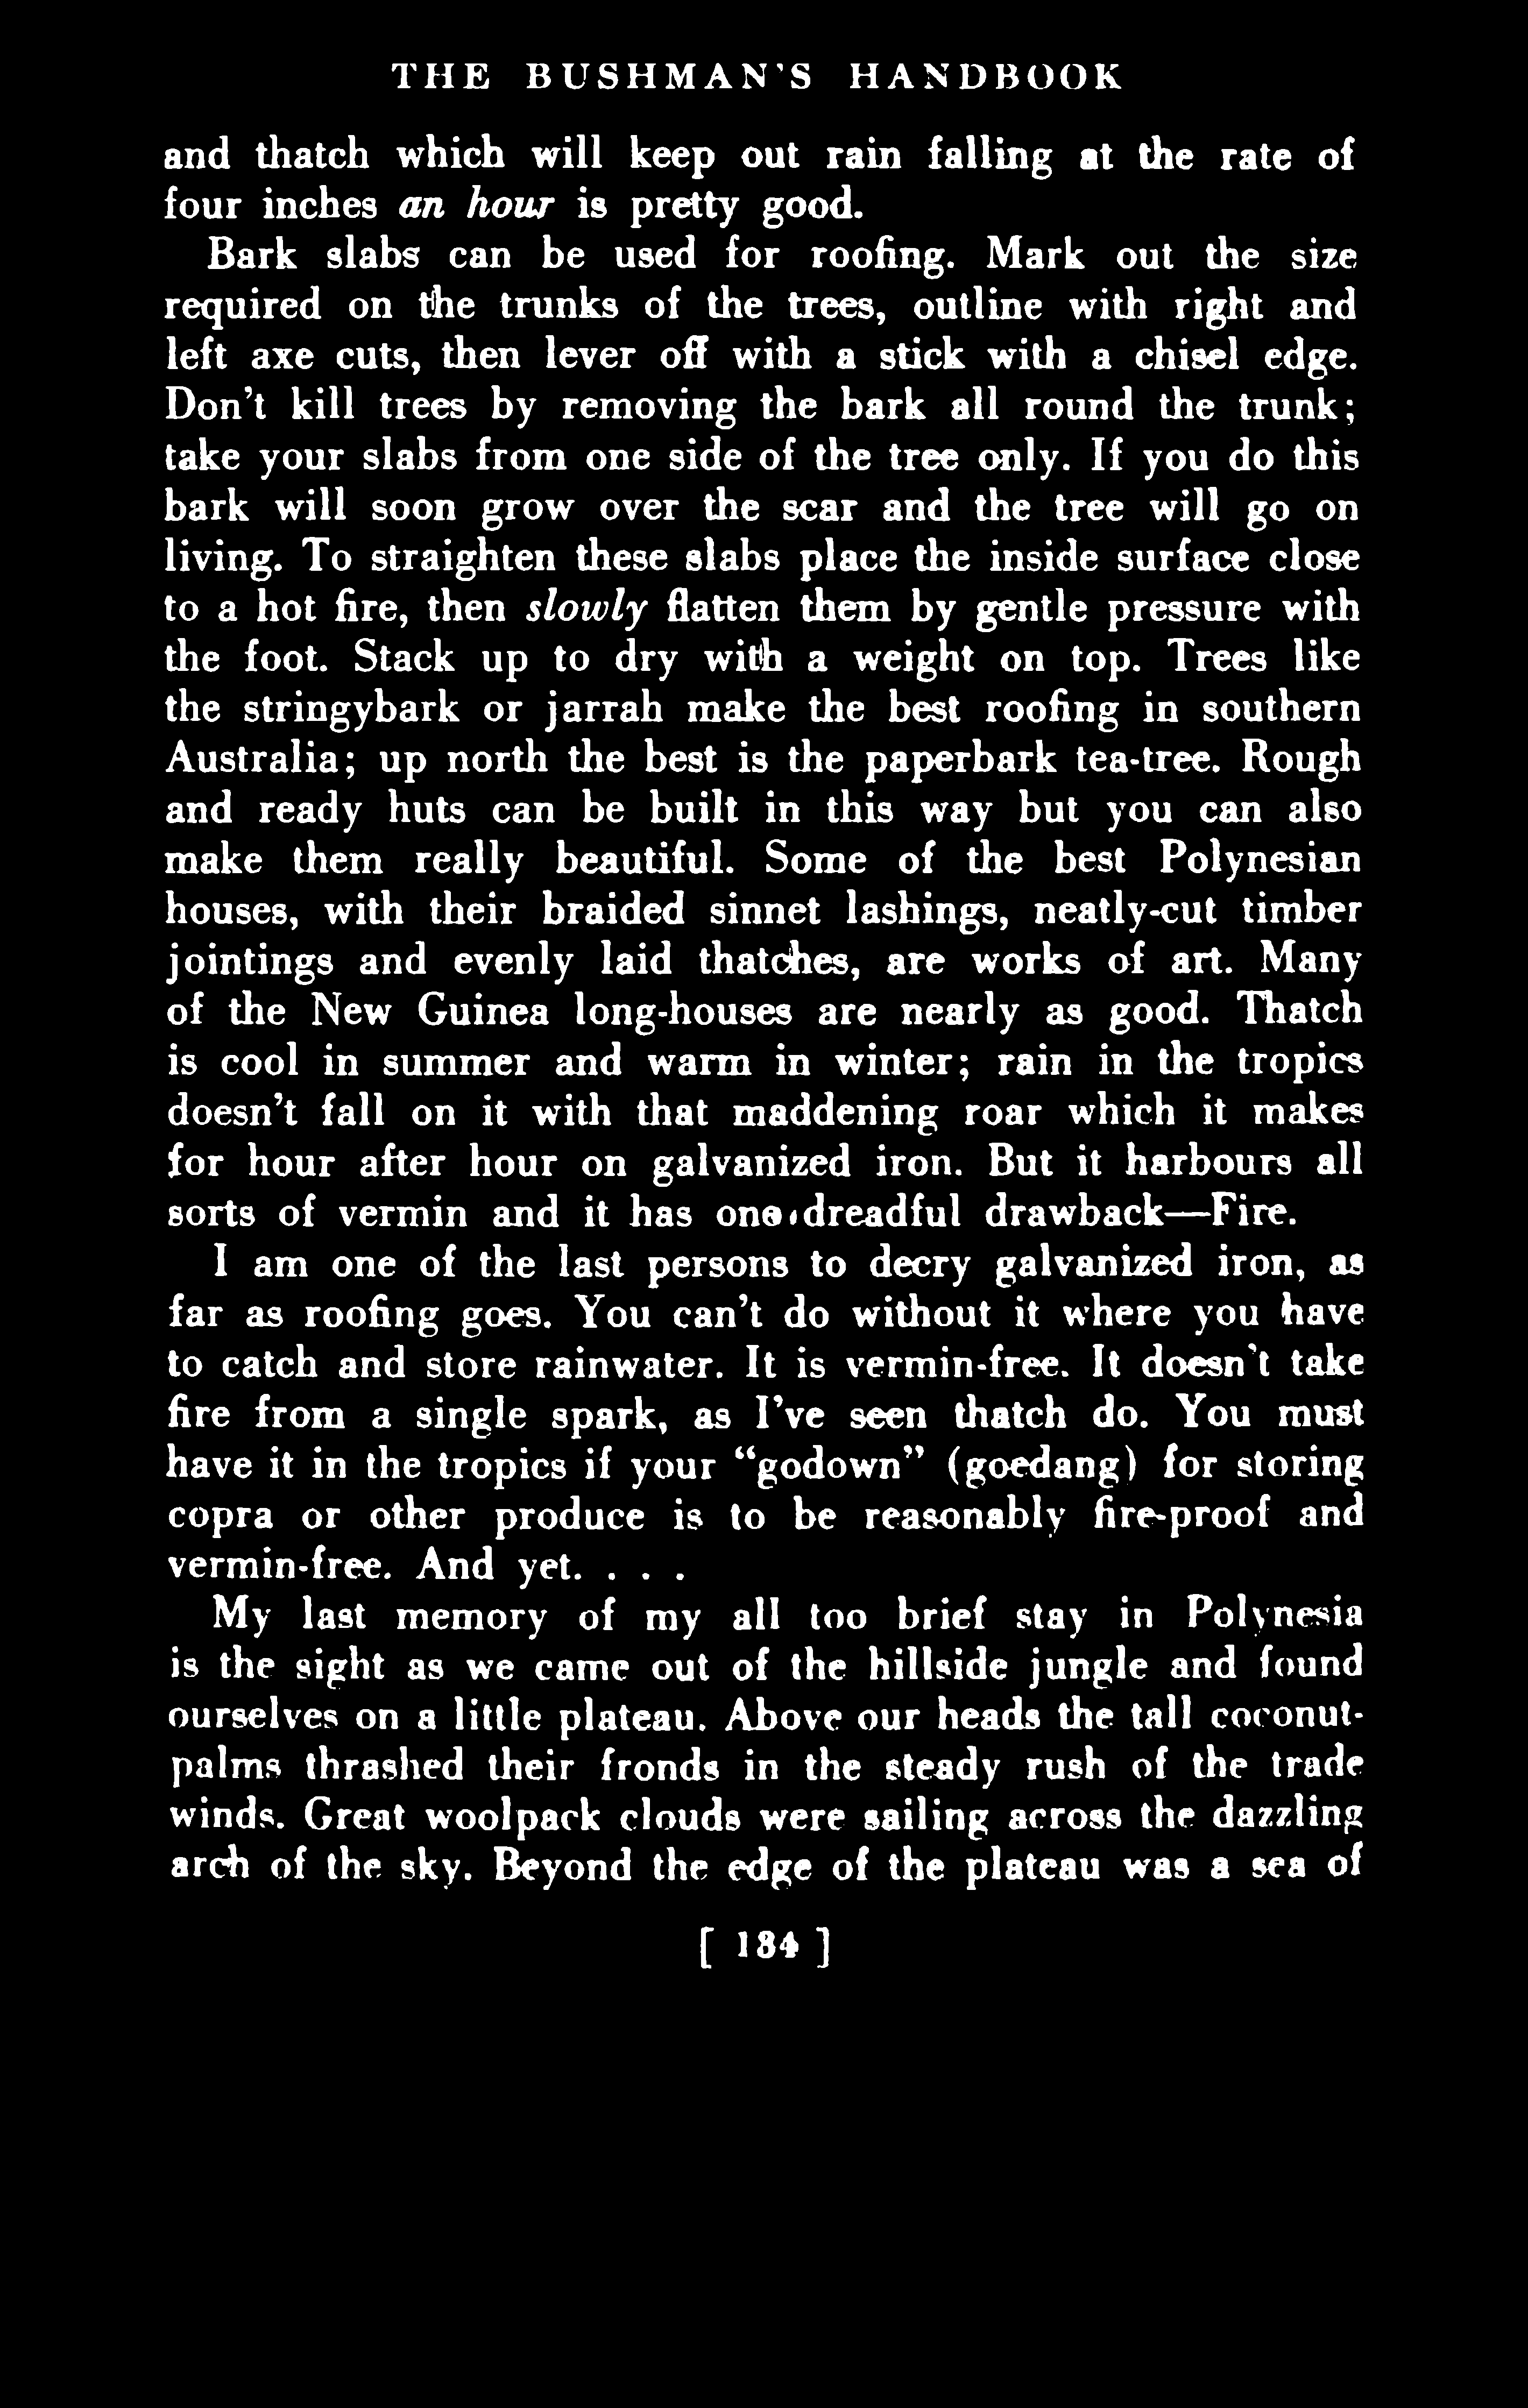 THE BUSHMAN'S HANDBOOK
and thatch which will keep out rain falling at the rate of
four inches an hour is pretty good.
Bark slabs can be used for roofing. Mark out the size
required on the trunks of the trees, outline with right and
left axe cuts, then lever off with a stick with a chisel edge.
Don't kill trees by removing the bark all round the trunk;
take your slabs from one side of the tree only. If you do this
bark will soon grow over the scar and the tree will go on
living. To straighten these slabs place the inside surface close
to a hot fire, then slowly flatten them by gentle pressure with
the foot. Stack up to dry with a weight on top. Trees like
the stringybark or jarrah make the best roofing in southern
Australia; up north the best is the paperbark tea-tree. Rough
and ready huts can be built in this way but you can also
make them really beautiful. Some of the best Polynesian
houses, with their braided sinnet lashings, neatly-cut timber
jointings and evenly laid thatches, are works of art. Many
of the New Guinea long-houses are nearly as good. Thatch
is cool in summer and warm in winter; rain in the tropics
doesn't fall on it with that maddening roar which it makes
for hour after hour on galvanized iron. But it harbours all
sorts of vermin and it has one dreadful drawback—Fire.
I am one of the last persons to decry galvanized iron, as
far as roofing goes. You can't do without it where you have
to catch and store rainwater. It is vermin-free. It doesn't take
fire from a single spark, as I've seen thatch do. You must
have it in the tropics if your "godown" (goedang) for storing
copra or other produce is to be reasonably fire-proof and
vermin-free. And yet. . . .
My last memory of my all too brief stay in Polynesia
is the sight as we came out of the hillside jungle and found
ourselves on a little plateau. Above our heads the tall coconut-
palms thrashed their fronds in the steady rush of the trade
winds. Great woolpack clouds were sailing across the dazzling
arch of the sky. Beyond the edge of the plateau was a sea of
[ 184 ]